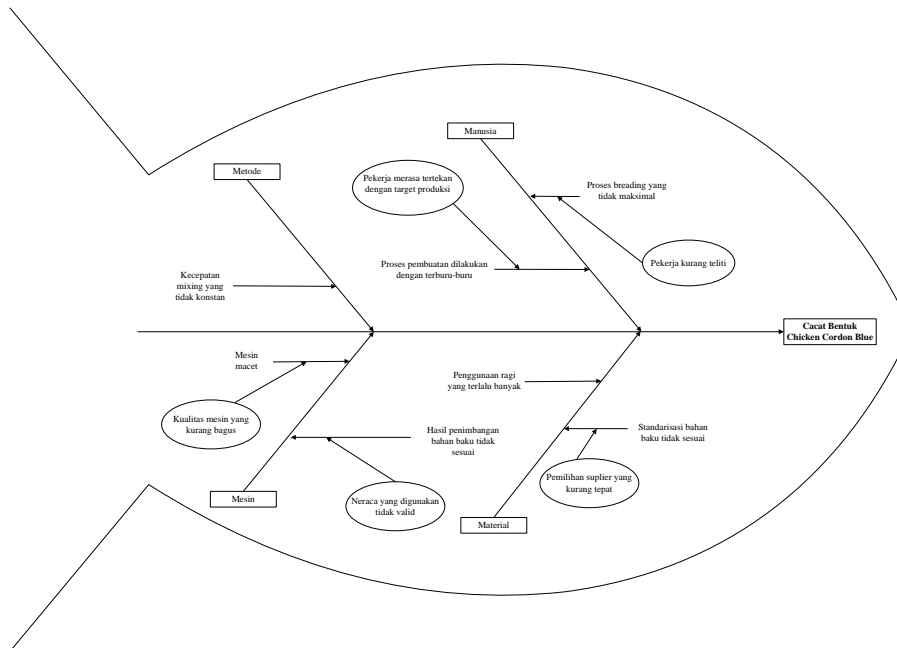 Manusia
Metode
Pekerja merasa tertekan
dengan target produksi
Proses breading yang
tidak maksimal
Pekerja kurang teliti
Proses pembuatan dilakukan
dengan terburu-buru
Kecepatan
mixing yang
tidak konstan
Cacat Bentuk
Chicken Cordon Blue
Mesin
macet
Penggunaan ragi
yang terlalu banyak
Kualitas mesin yang
kurang bagus
Hasil penimbangan
bahan baku tidak
sesuai
Standarisasi bahan
baku tidak sesuai
Pemilihan suplier yang
kurang tepat
Mesin
Neraca yang digunakan
tidak valid
Material